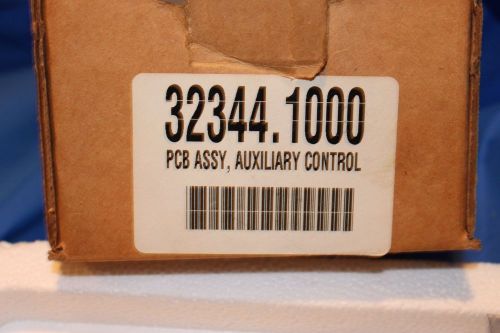 32344.1000
PCB ASSY, AUXILIARY CONTROL